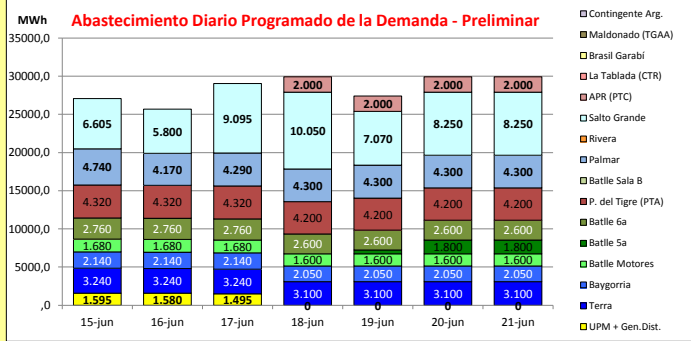 MWh
Abastecimiento Diario Programado de la Demanda - Preliminar
35000,0
30000,0
25000,0
20000,0
15000,0
10000,0
5000,0
,0
6.605
4.740
4.320
2.760
1.680
2.140
3.240
1.595
5.800
4.170
4.320
2.760
1.680
2.140
3.240
1.580
9.095
4.290
4.320
2.760
1.680
2.140
3.240
1.495
2.000
10.050
4.300
4.200
2.600
1.600
2.050
3.100
0
2.000
7.070
4.300
4.200
2.600
1.600
2.050
3.100
0
2.000
8.250
4.300
4.200
2.600
1.800
1.600
2.050
3.100
0
2.000
8.250
4.300
4.200
2.600
1.800
1.600
2.050
3.100
0
15-jun
16-jun
17-jun
18-jun
19-jun
20-jun
21-jun
Contingente Arg.
Maldonado (TGAA)
Brasil Garabí
La Tablada (CTR)
APR (PTC)
Salto Grande
Rivera
Palmar
Batlle Sala B
P. del Tigre (PTA)
Batlle 6a
Batlle 5a
Batlle Motores
Baygorria
Terra
UPM + Gen.Dist.